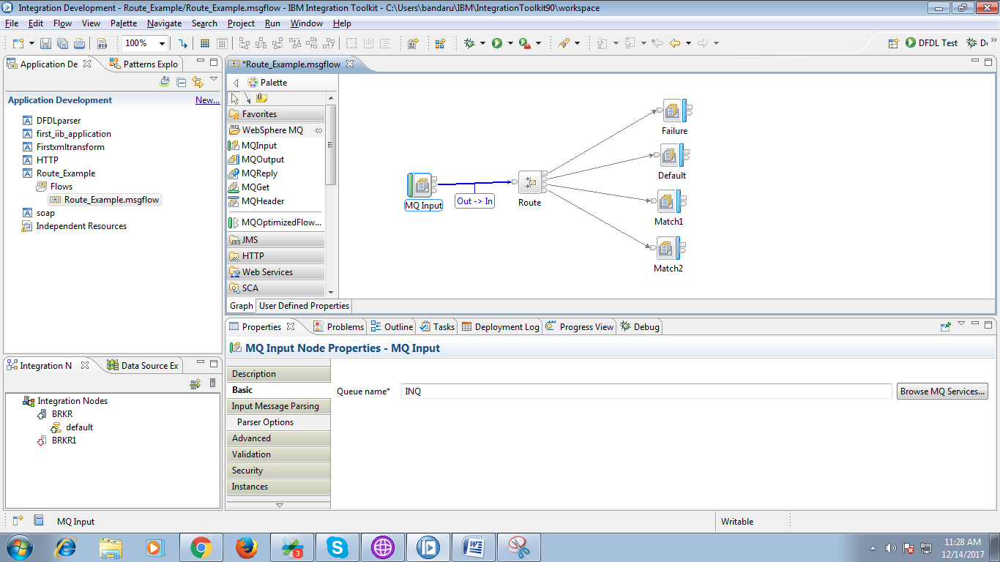 Integration Development - Route_Example/Route_Example.msgflow - IBM Integration Toolkit - C:\Users\bandaru\IBM\IntegrationToolkit90\workspace
File Edit Flow View Palette Navigate Search Project Run Window Help
100% DFDL Test D
Application De Patterns Explo
Application Development New...
DFDLparser
first_iib_application
Firstxmltransform
HTTP
Route_Example
Flows
Route_Example.msgflow
soap
Independent Resources
Integration N Data Source Ex
Integration Nodes
BRKR
default
BRKR1
*Route_Example.msgflow
Palette
Favorites
WebSphere MQ
MQInput
MQOutput
MQReply
MQGet
MQHeader
MQOptimizedFlow...
JMS
HTTP
Web Services
SCA
MQ Input
Out -> In
Route
Failure
Default
Match1
Match2
Graph User Defined Properties
Properties Problems Outline Tasks Deployment Log Progress View Debug
MQ Input Node Properties - MQ Input
Description
Basic
Input Message Parsing
Parser Options
Advanced
Validation
Security
Instances
Queue name* INQ Browse MQ Services...
MQ Input Writable
3
11:28 AM
12/14/2017